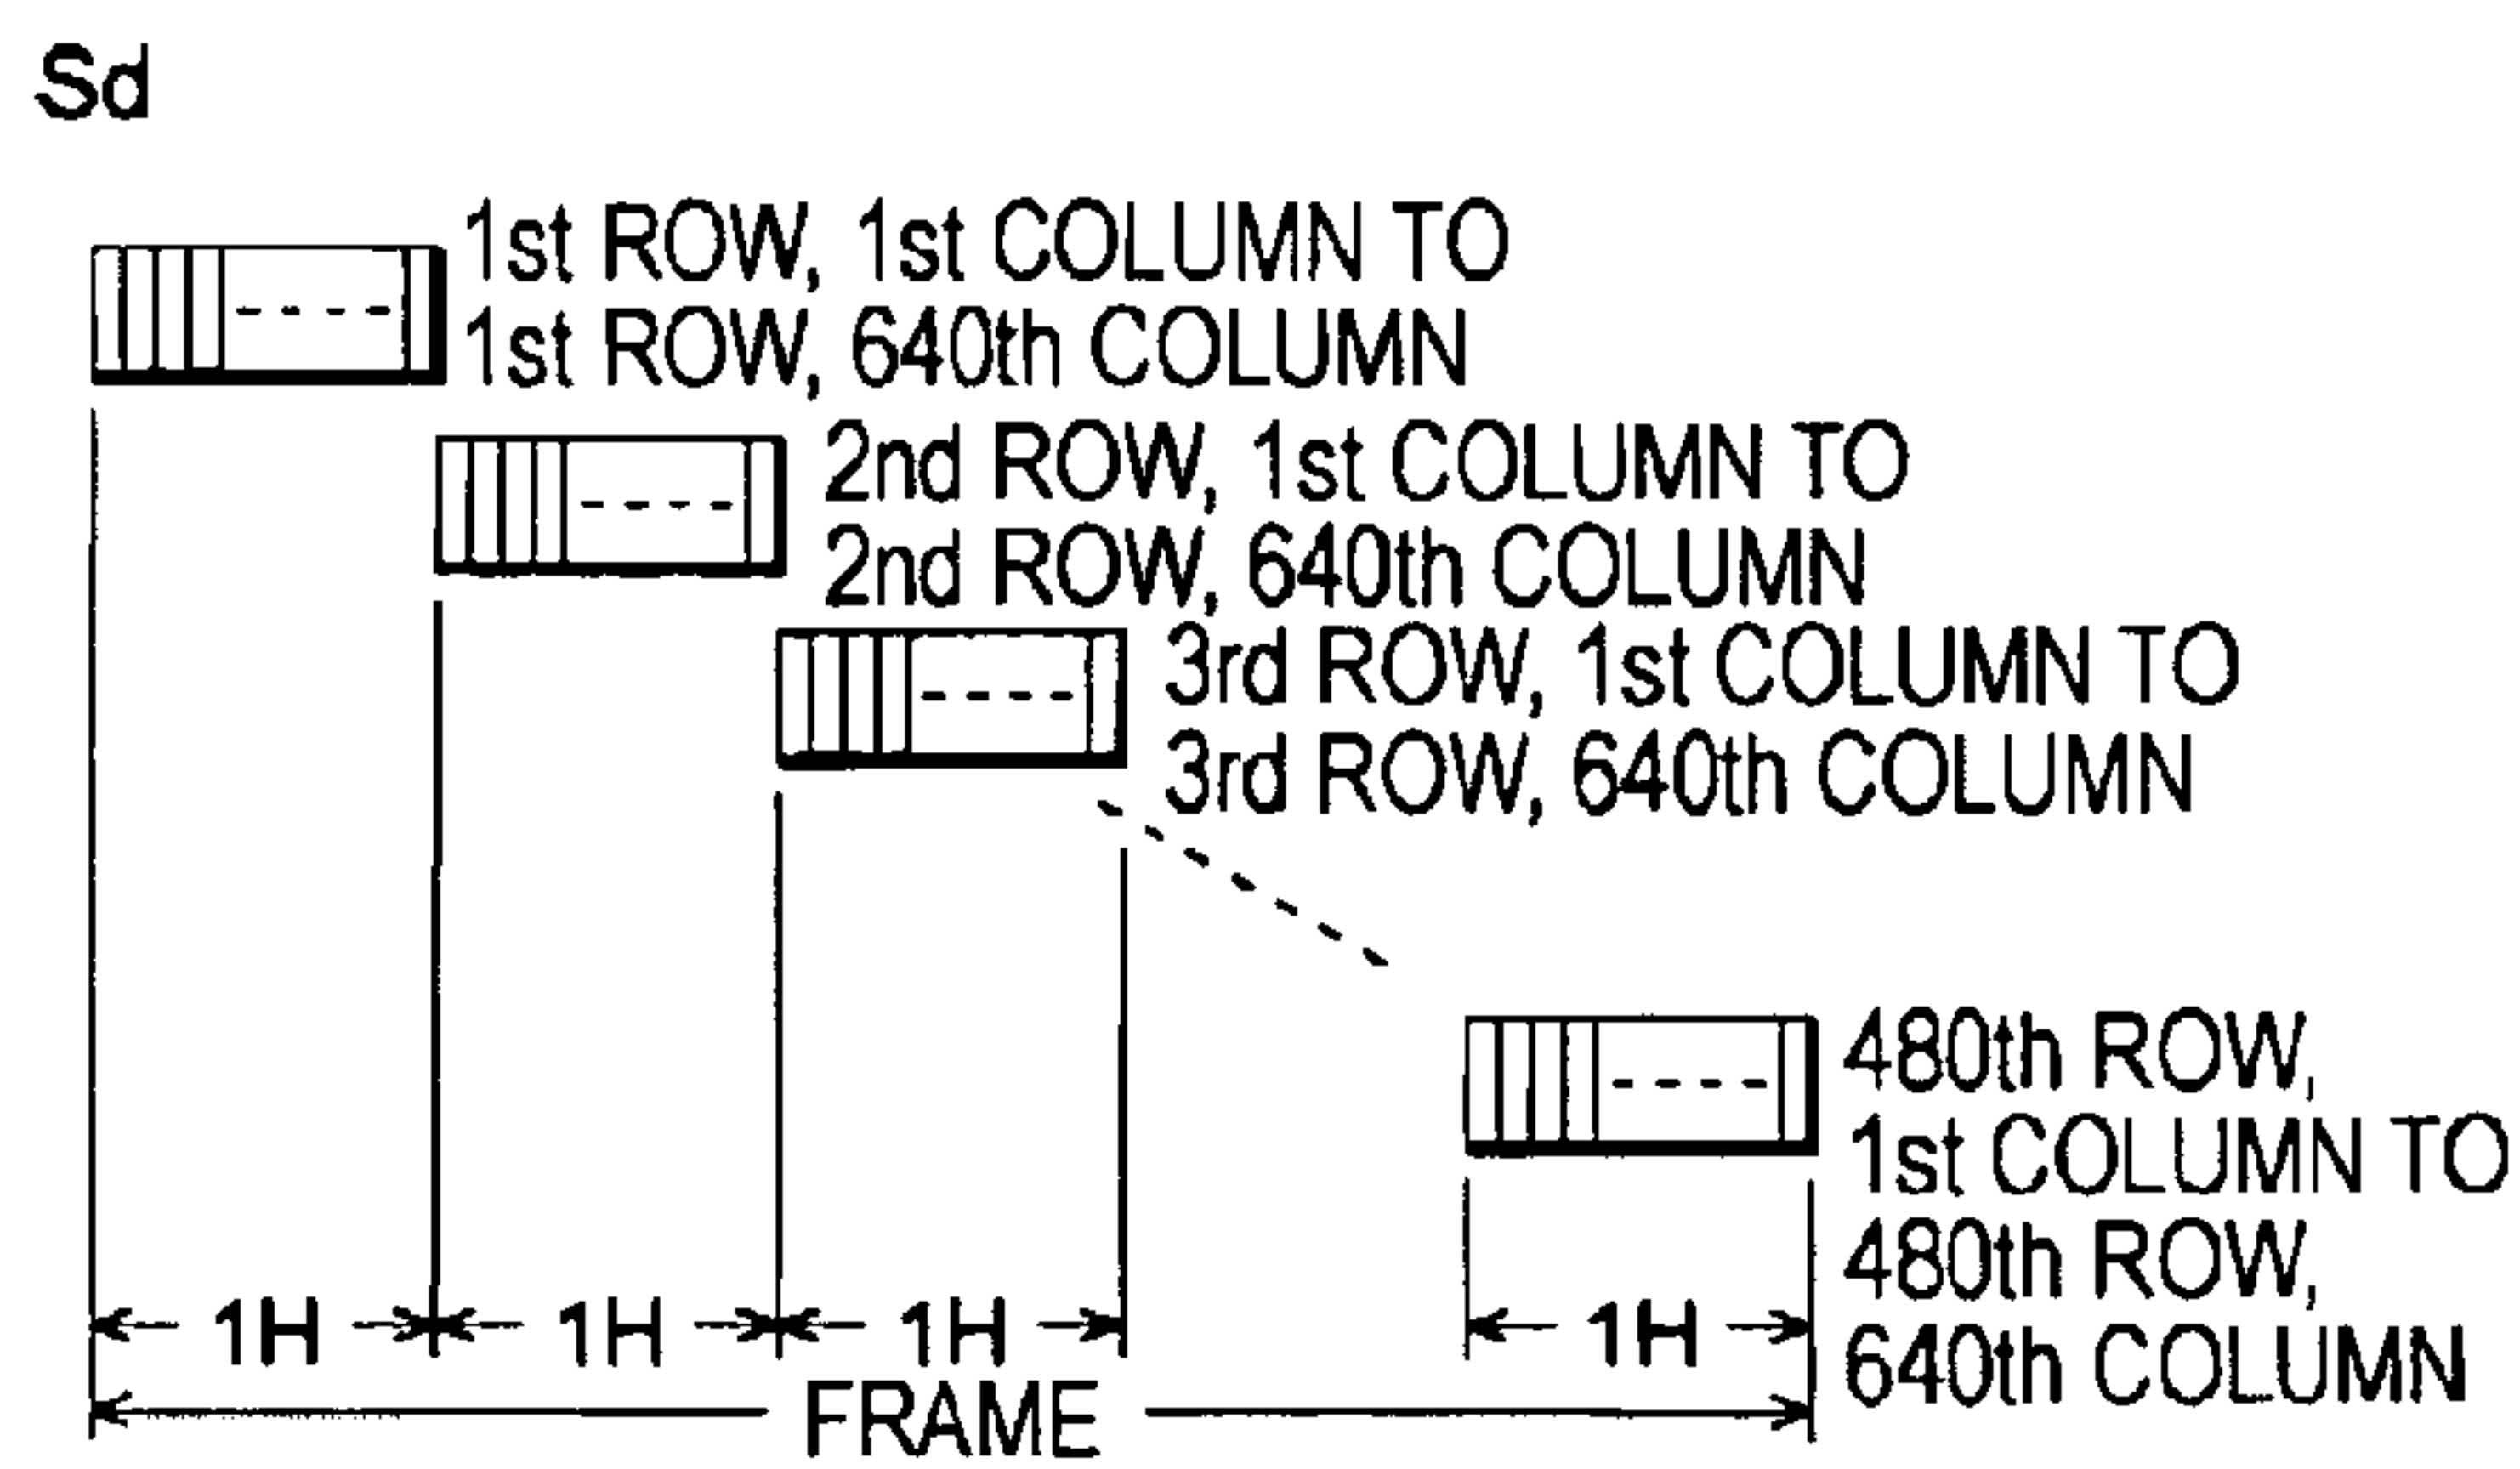 Sd
1st ROW, 1st COLUMN TO
1st ROW, 640th COLUMN
2nd ROW, 1st COLUMN TO
2nd ROW, 640th COLUMN
3rd ROW, 1st COLUMN TO
3rd ROW, 640th COLUMN
480th ROW,
1st COLUMN TO
480th ROW,
640th COLUMN
1H 1H 1H 1H
FRAME